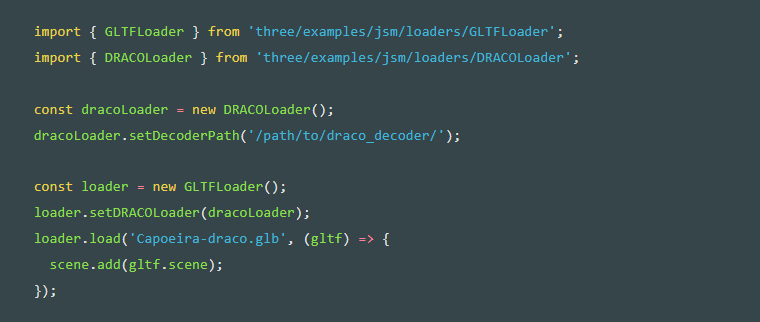 import { GLTFLoader } from 'three/examples/jsm/loaders/GLTFLoader';
import { DRACOLoader } from 'three/examples/jsm/loaders/DRACOLoader';
const dracoLoader = new DRACOLoader();
dracoLoader.setDecoderPath('/path/to/draco_decoder/');
const loader = new GLTFLoader();
loader.setDRACOLoader(dracoLoader);
loader.load('Capoeira-draco.glb', (gltf) => {
  scene.add(gltf.scene);
});